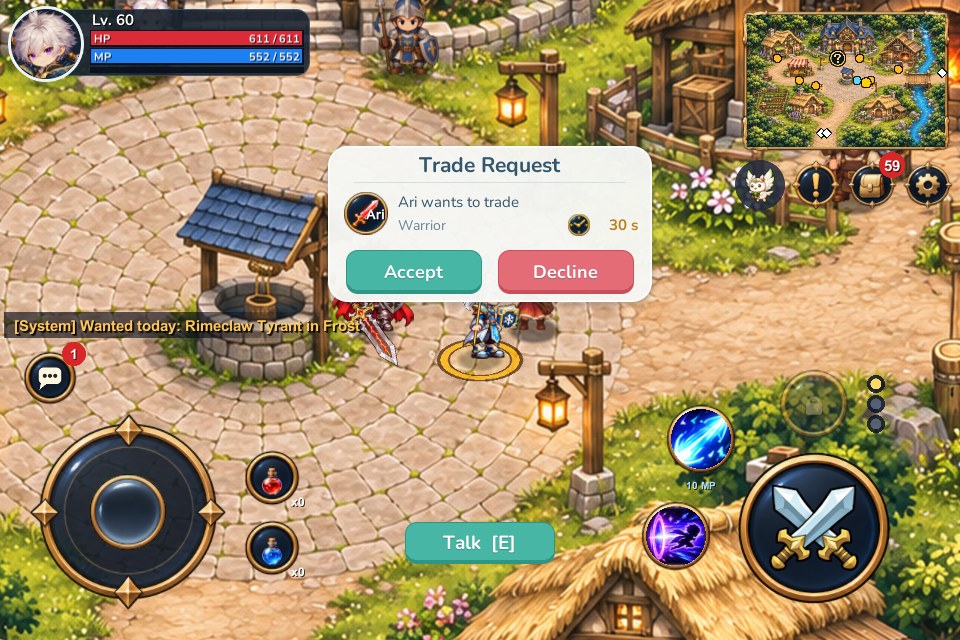 Lv. 60
HP 611 / 611
MP 552 / 552
?
59
Trade Request
Ari
Ari wants to trade
Warrior
30 s
Accept
Decline
[System] Wanted today: Rimeclaw Tyrant in Frost
1
x0
x0
10 MP
Talk [E]